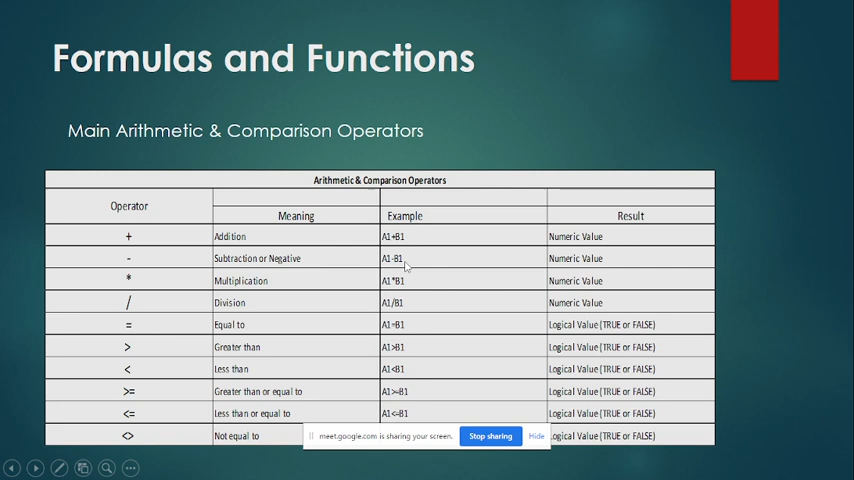 Formulas and Functions
Main Arithmetic & Comparison Operators
Arithmetic & Comparison Operators
Operator Meaning Example Result
+ Addition A1+B1 Numeric Value
- Subtraction or Negative A1-B1 Numeric Value
* Multiplication A1*B1 Numeric Value
/ Division A1/B1 Numeric Value
= Equal to A1=B1 Logical Value (TRUE or FALSE)
> Greater than A1>B1 Logical Value (TRUE or FALSE)
< Less than A1<B1 Logical Value (TRUE or FALSE)
>= Greater than or equal to A1>=B1 Logical Value (TRUE or FALSE)
<= Less than or equal to A1<=B1 Logical Value (TRUE or FALSE)
<> Not equal to ogical Value (TRUE or FALSE)
meet.google.com is sharing your screen. Stop sharing Hide